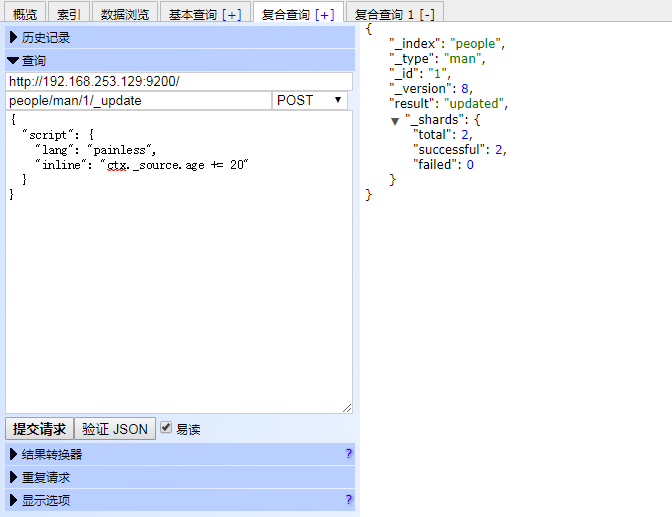 概览 索引 数据浏览 基本查询 [+] 复合查询 [+] 复合查询 1 [-]
历史记录
查询
http://192.168.253.129:9200/
people/man/1/_update POST
{
"script": {
"lang": "painless",
"inline": "ctx._source.age += 20"
}
}
提交请求 验证 JSON 易读
结果转换器 ?
重复请求
显示选项 ?
{
"_index": "people",
"_type": "man",
"_id": "1",
"_version": 8,
"result": "updated",
"_shards": {
"total": 2,
"successful": 2,
"failed": 0
}
}